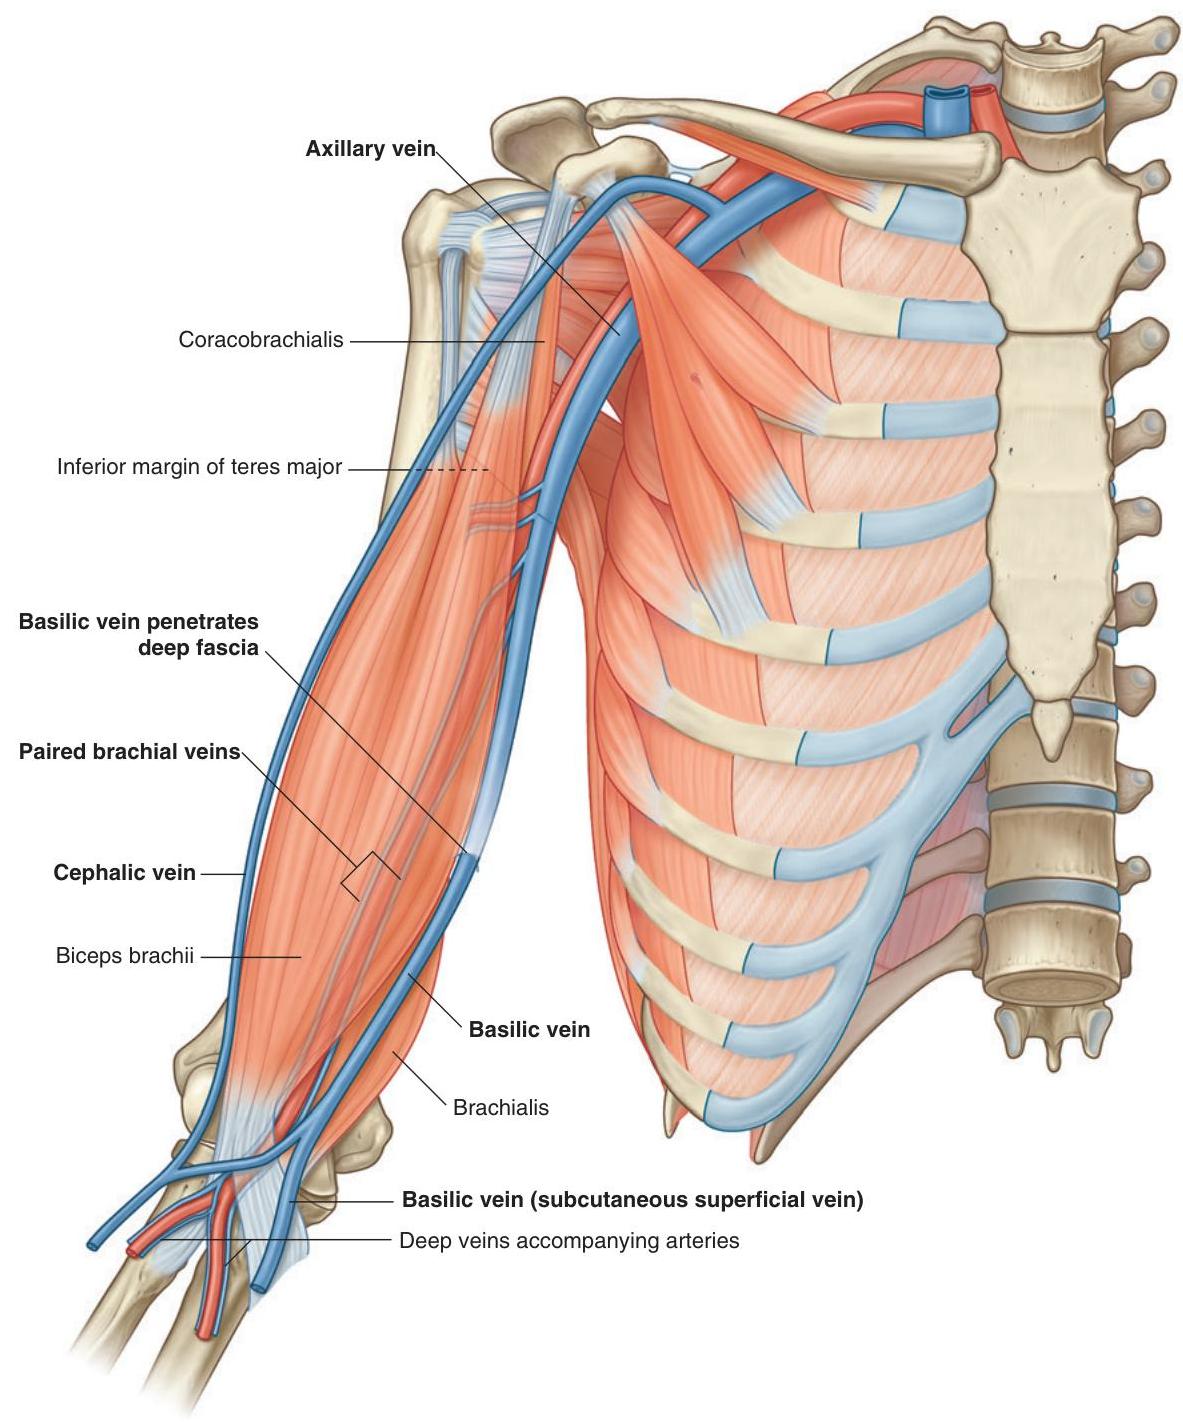 Axillary vein
Coracobrachialis
Inferior margin of teres major
Basilic vein penetrates
deep fascia
Paired brachial veins
Cephalic vein
Biceps brachii
Basilic vein
Brachialis
Basilic vein (subcutaneous superficial vein)
Deep veins accompanying arteries